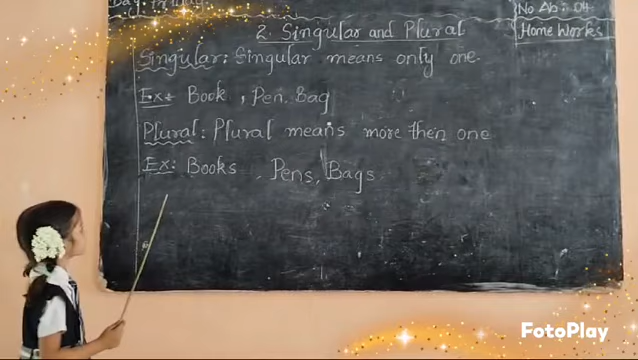 No Ab: 04
Home Works
2. Singular and Plural
Singular: Singular means only one.
Ex: Book, Pen, Bag
Plural: Plural means more then one
Ex: Books, Pens, Bags
FotoPlay